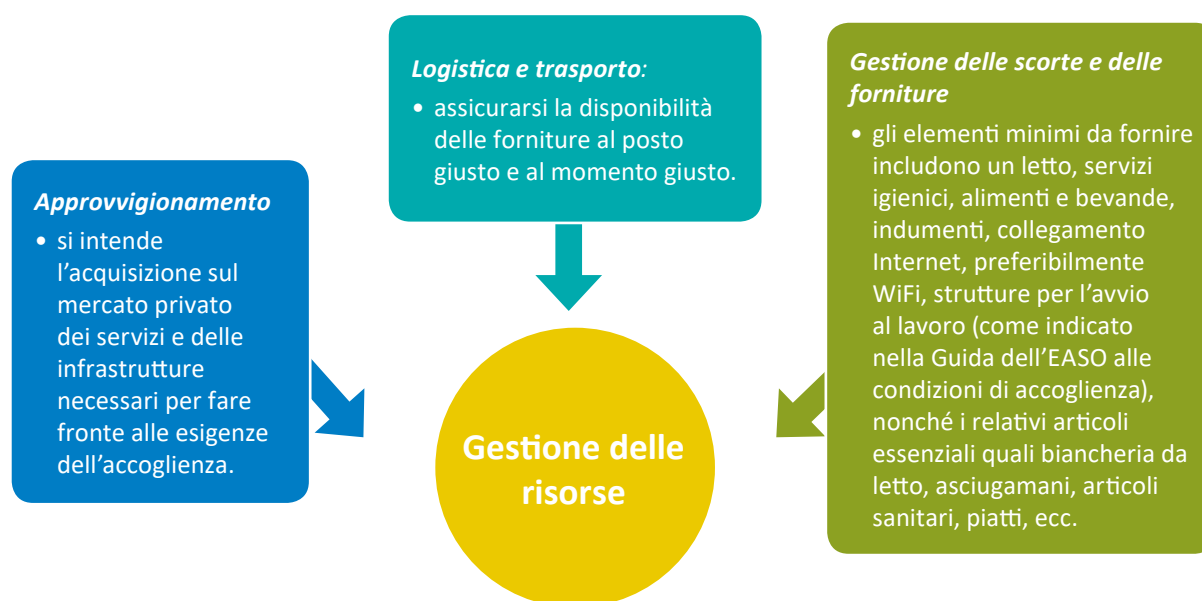 Approvvigionamento
• si intende
l’acquisizione sul
mercato privato
dei servizi e delle
infrastrutture
necessari per fare
fronte alle esigenze
dell’accoglienza.
Logistica e trasporto:
• assicurarsi la disponibilità
delle forniture al posto
giusto e al momento giusto.
Gestione delle scorte e delle
forniture
• gli elementi minimi da fornire
includono un letto, servizi
igienici, alimenti e bevande,
indumenti, collegamento
Internet, preferibilmente
WiFi, strutture per l’avvio
al lavoro (come indicato
nella Guida dell’EASO alle
condizioni di accoglienza),
nonché i relativi articoli
essenziali quali biancheria da
letto, asciugamani, articoli
sanitari, piatti, ecc.
Gestione delle
risorse